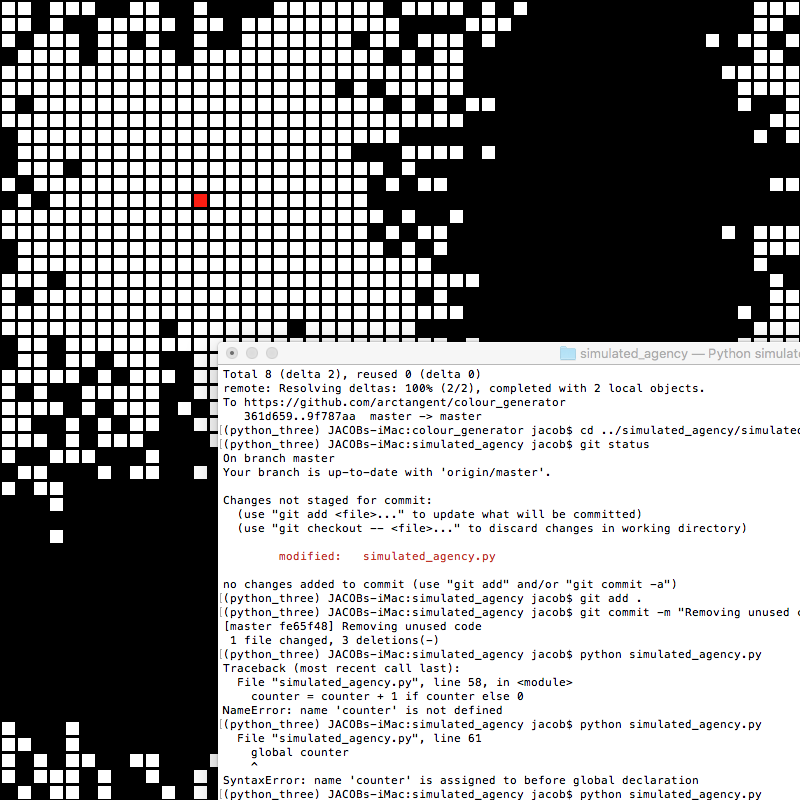 simulated_agency — Python simulate
Total 8 (delta 2), reused 0 (delta 0)
remote: Resolving deltas: 100% (2/2), completed with 2 local objects.
To https://github.com/arctangent/colour_generator
   361d659..9f787aa  master -> master
[(python_three) JACOBs-iMac:colour_generator jacob$ cd ../simulated_agency/simulated
[(python_three) JACOBs-iMac:simulated_agency jacob$ git status
On branch master
Your branch is up-to-date with 'origin/master'.
Changes not staged for commit:
  (use "git add <file>..." to update what will be committed)
  (use "git checkout -- <file>..." to discard changes in working directory)
        modified:   simulated_agency.py
no changes added to commit (use "git add" and/or "git commit -a")
[(python_three) JACOBs-iMac:simulated_agency jacob$ git add .
[(python_three) JACOBs-iMac:simulated_agency jacob$ git commit -m "Removing unused c
[master fe65f48] Removing unused code
 1 file changed, 3 deletions(-)
[(python_three) JACOBs-iMac:simulated_agency jacob$ python simulated_agency.py
Traceback (most recent call last):
  File "simulated_agency.py", line 58, in <module>
    counter = counter + 1 if counter else 0
NameError: name 'counter' is not defined
[(python_three) JACOBs-iMac:simulated_agency jacob$ python simulated_agency.py
  File "simulated_agency.py", line 61
    global counter
    ^
SyntaxError: name 'counter' is assigned to before global declaration
[(python_three) JACOBs-iMac:simulated_agency jacob$ python simulated_agency.py